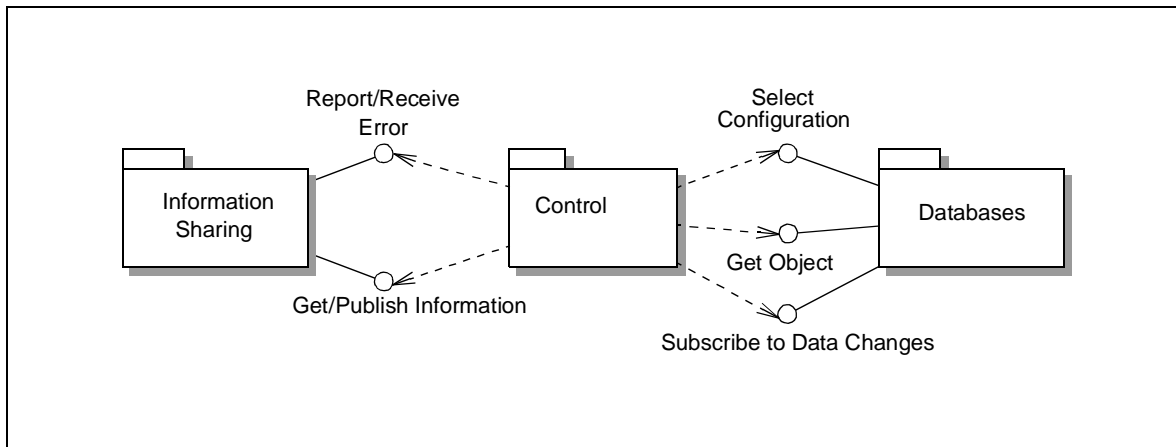 Report/Receive
Error
Select
Configuration
Information
Sharing
Control
Databases
Get Object
Get/Publish Information
Subscribe to Data Changes